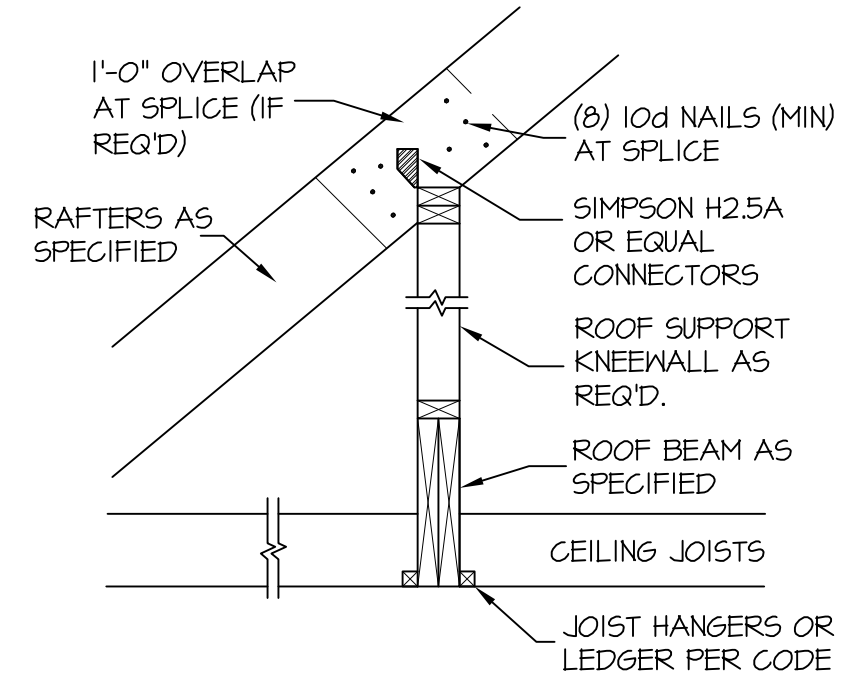 1'-0" OVERLAP
AT SPLICE (IF
REQ'D)
(8) 10d NAILS (MIN)
AT SPLICE
RAFTERS AS
SPECIFIED
SIMPSON H2.5A
OR EQUAL
CONNECTORS
ROOF SUPPORT
KNEEWALL AS
REQ'D.
ROOF BEAM AS
SPECIFIED
CEILING JOISTS
JOIST HANGERS OR
LEDGER PER CODE